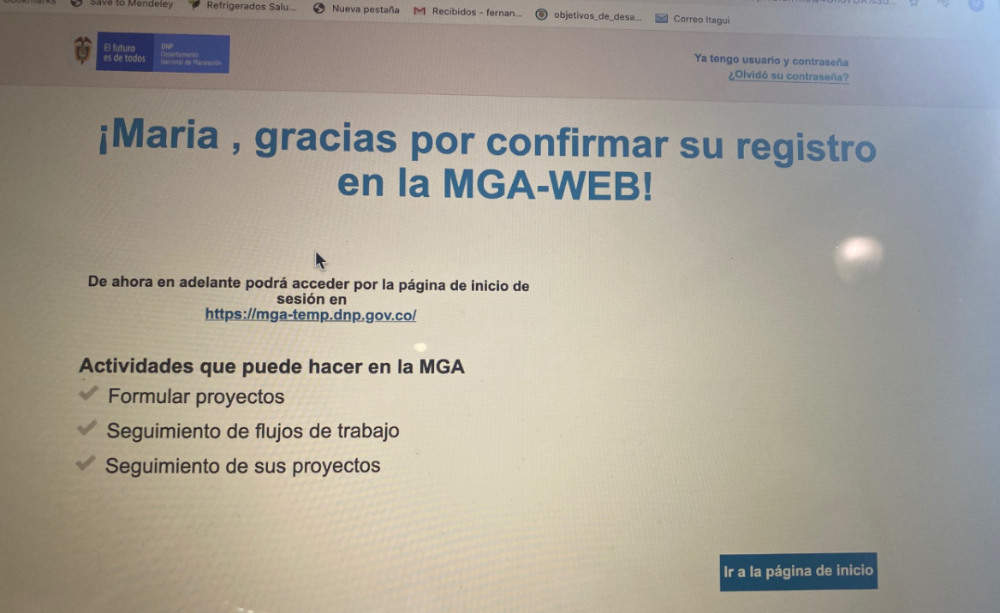 Save to Mendeley
Refrigerados Salu...
Nueva pestaña
Recibidos - fernan...
objetivos_de_desa...
Correo Itagui
El futuro
es de todos
DNP
Departamento
Nacional de Planeación
Ya tengo usuario y contraseña
¿Olvidó su contraseña?
¡Maria , gracias por confirmar su registro
en la MGA-WEB!
De ahora en adelante podrá acceder por la página de inicio de
sesión en
https://mga-temp.dnp.gov.co/
Actividades que puede hacer en la MGA
Formular proyectos
Seguimiento de flujos de trabajo
Seguimiento de sus proyectos
Ir a la página de inicio